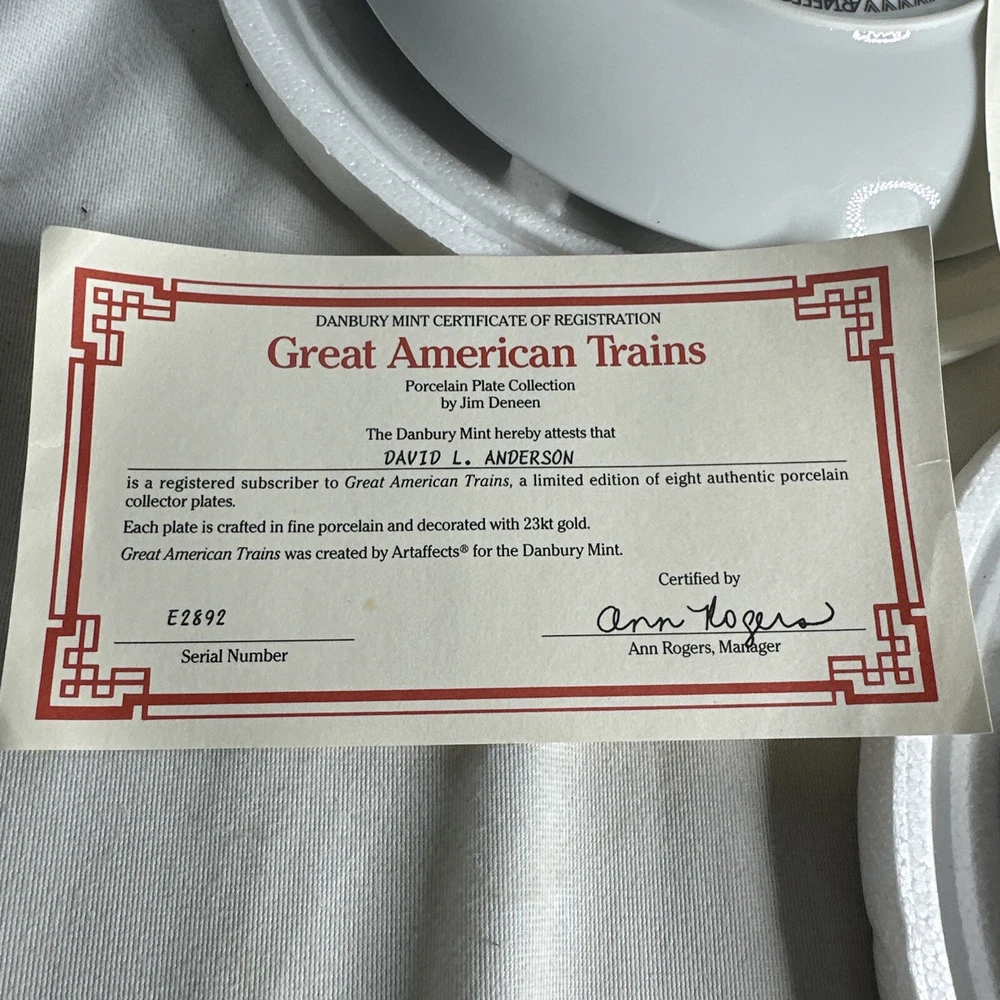 DANBURY MINT CERTIFICATE OF REGISTRATION
Great American Trains
Porcelain Plate Collection
by Jim Deneen
The Danbury Mint hereby attests that
DAVID L. ANDERSON
is a registered subscriber to Great American Trains, a limited edition of eight authentic porcelain
collector plates.
Each plate is crafted in fine porcelain and decorated with 23kt gold.
Great American Trains was created by Artaffects® for the Danbury Mint.
Certified by
E2892
Ann Rogers
Serial Number
Ann Rogers, Manager